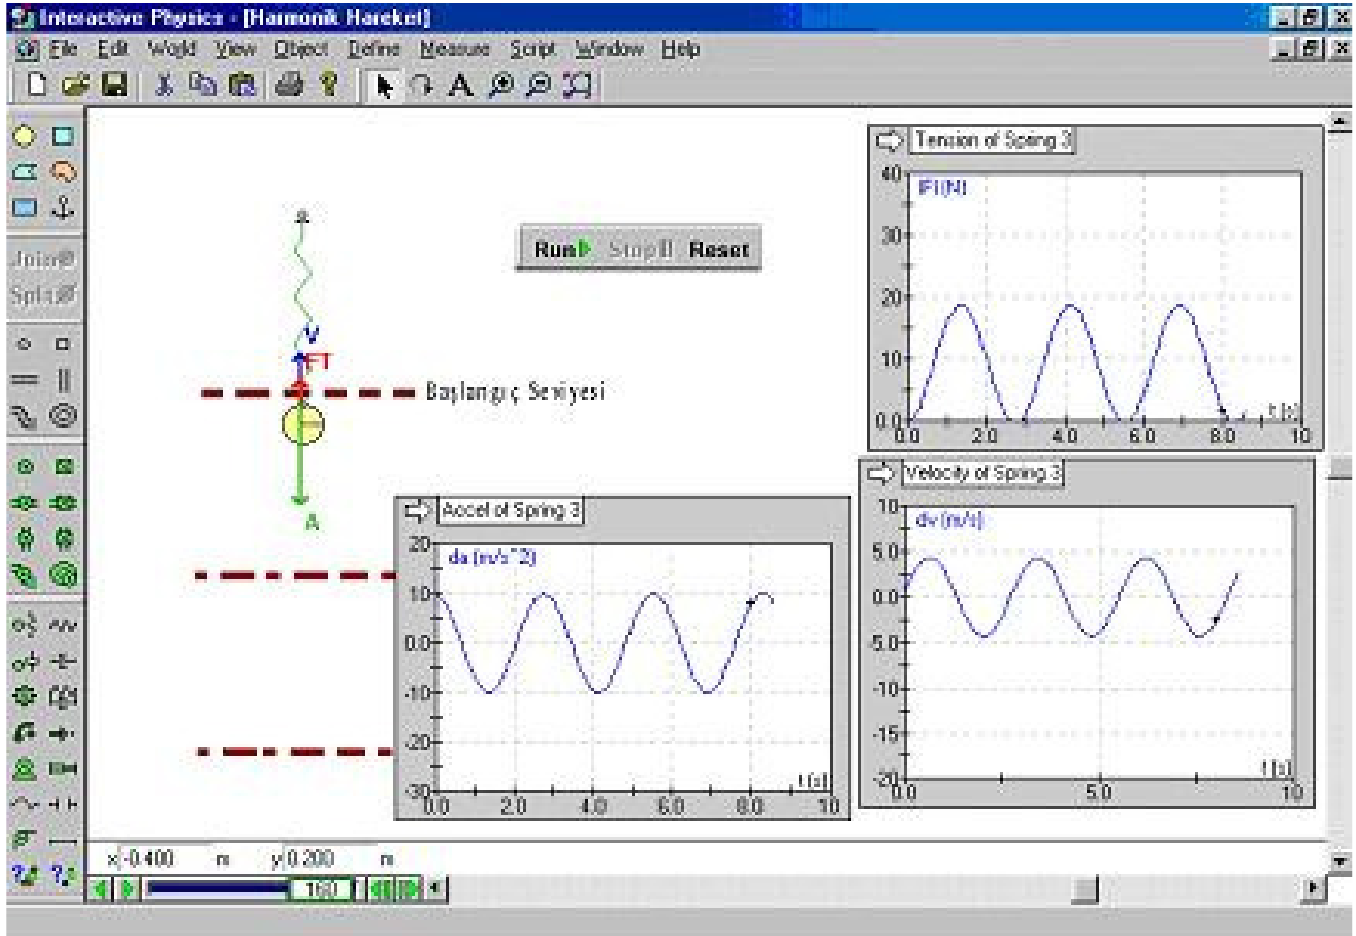 Interactive Physics - [Harmonik Hareket]
File Edit World View Object Define Measure Script Window Help
Join
Split
Run Stop Reset
V
FT
Başlangıç Seviyesi
A
Tension of Spring 3
|F|(N)
40
30
20
10
0.0
0.0 2.0 4.0 6.0 8.0 10
t (s)
Velocity of Spring 3
dv (m/s)
10
5.0
0.0
-5.0
-10
-15
-20
0.0 5.0 10
t (s)
Accel of Spring 3
da (m/s^2)
20
10
0.0
-10
-20
-30
0.0 2.0 4.0 6.0 8.0 10
t (s)
x -0.400 m y 0.200 m
160